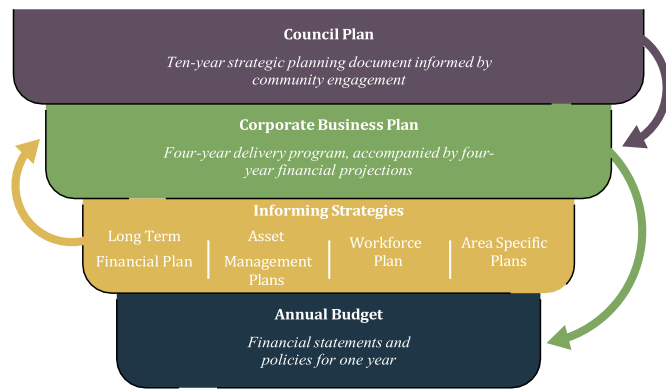 Council Plan
Ten-year strategic planning document informed by
community engagement
Corporate Business Plan
Four-year delivery program, accompanied by four-
year financial projections
Informing Strategies
Long Term
Financial Plan
Asset
Management
Plans
Workforce
Plan
Area Specific
Plans
Annual Budget
Financial statements and
policies for one year